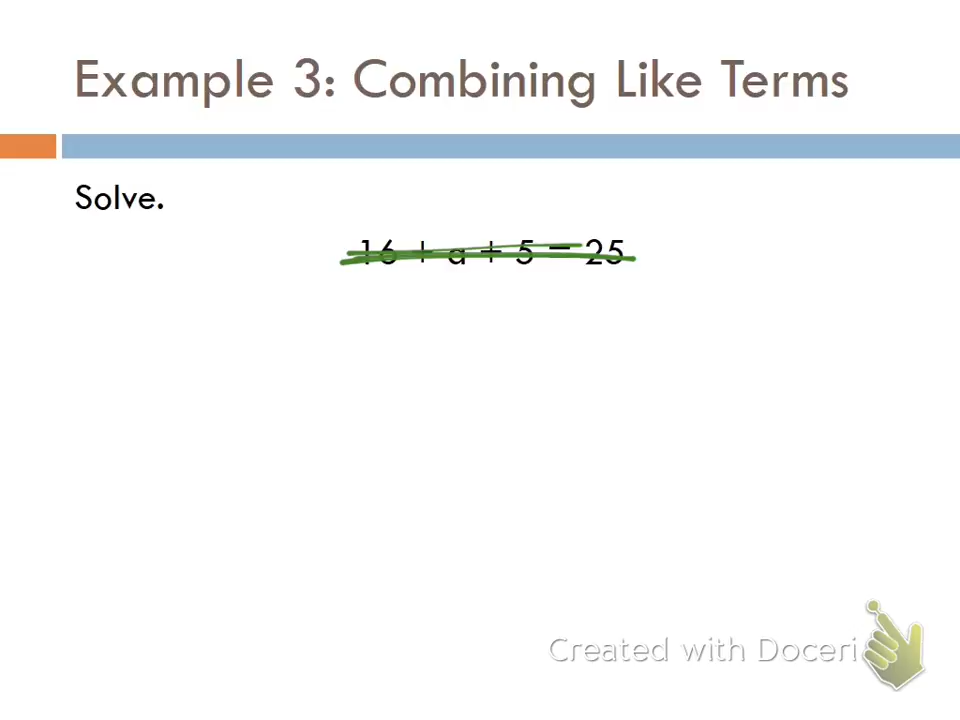 Example 3: Combining Like Terms
Solve.
16 + a + 5 = 25
Created with Doceri